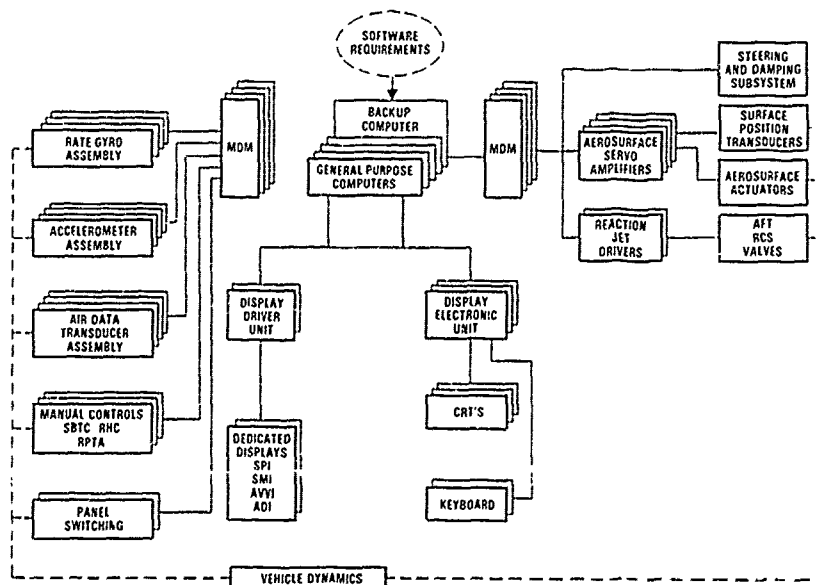 SOFTWARE
REQUIREMENTS
BACKUP
COMPUTER
GENERAL PURPOSE
COMPUTERS
MDM
MDM
RATE GYRO
ASSEMBLY
ACCELEROMETER
ASSEMBLY
AIR DATA
TRANSDUCER
ASSEMBLY
MANUAL CONTROLS
SBTC RHC
RPTA
PANEL
SWITCHING
DISPLAY
DRIVER
UNIT
DEDICATED
DISPLAYS
SPI
SMI
AVVI
ADI
DISPLAY
ELECTRONIC
UNIT
CRT'S
KEYBOARD
STEERING
AND DAMPING
SUBSYSTEM
AEROSURFACE
SERVO
AMPLIFIERS
SURFACE
POSITION
TRANSDUCERS
AEROSURFACE
ACTUATORS
REACTION
JET
DRIVERS
AFT
RCS
VALVES
VEHICLE DYNAMICS